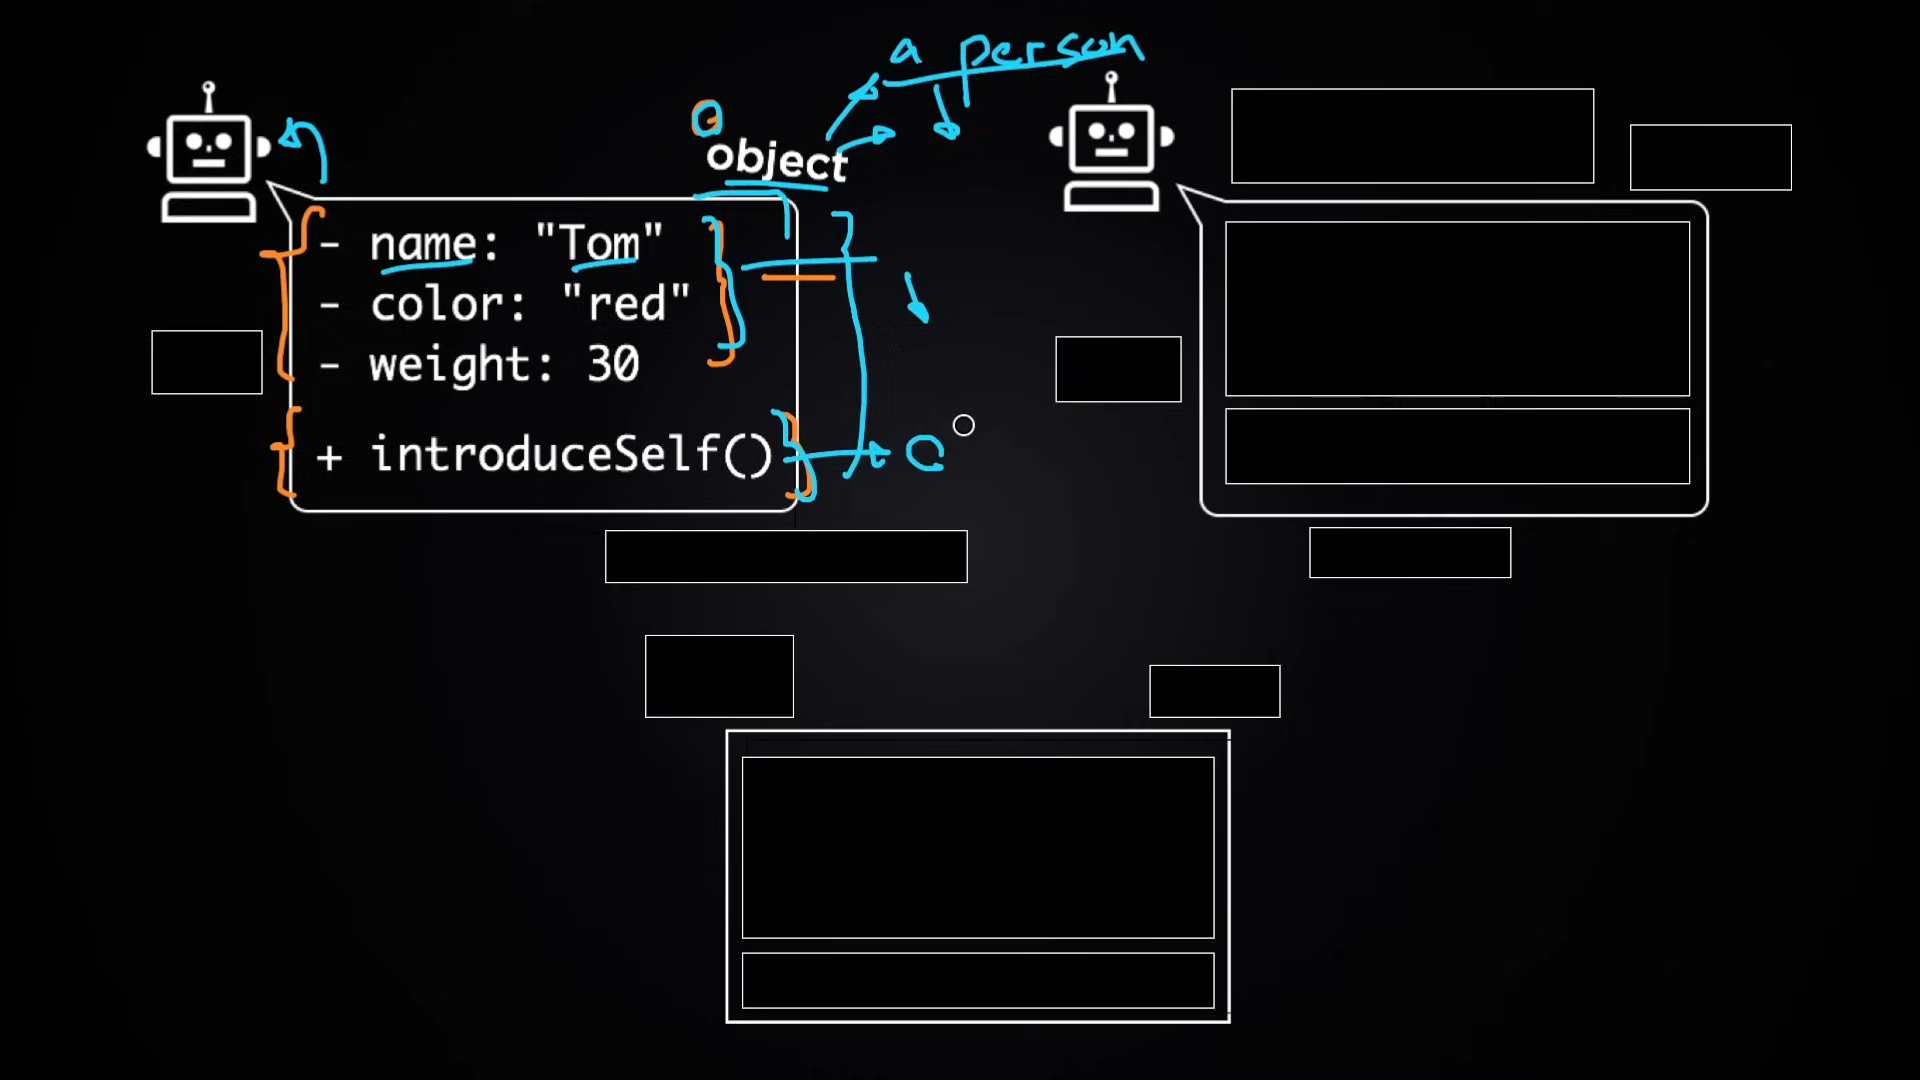 a person
object
- name: "Tom"
- color: "red"
- weight: 30
+ introduceSelf()